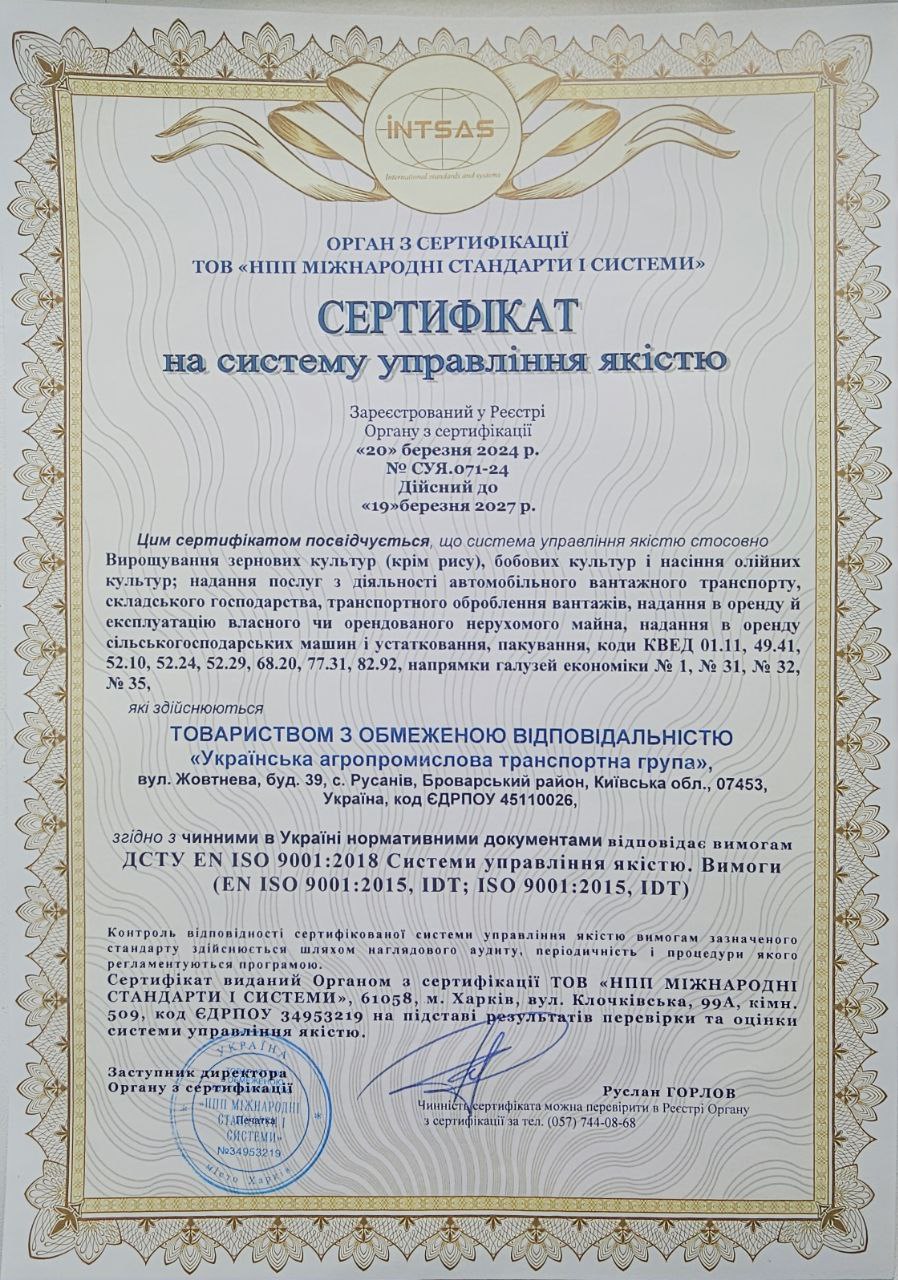 INTSAS
International standards and systems
ОРГАН З СЕРТИФІКАЦІЇ
ТОВ «НПП МІЖНАРОДНІ СТАНДАРТИ І СИСТЕМИ»
СЕРТИФІКАТ
на систему управління якістю
Зареєстрований у Реєстрі
Органу з сертифікації
«20» березня 2024 р.
№ СУЯ.071-24
Дійсний до
«19»березня 2027 р.
Цим сертифікатом посвідчується, що система управління якістю стосовно
Вирощування зернових культур (крім рису), бобових культур і насіння олійних
культур; надання послуг з діяльності автомобільного вантажного транспорту,
складського господарства, транспортного оброблення вантажів, надання в оренду й
експлуатацію власного чи орендованого нерухомого майна, надання в оренду
сільськогосподарських машин і устатковання, пакування, коди КВЕД 01.11, 49.41,
52.10, 52.24, 52.29, 68.20, 77.31, 82.92, напрямки галузей економіки № 1, № 31, № 32,
№ 35,
які здійснюються
ТОВАРИСТВОМ З ОБМЕЖЕНОЮ ВІДПОВІДАЛЬНІСТЮ
«Українська агропромислова транспортна група»,
вул. Жовтнева, буд. 39, с. Русанів, Броварський район, Київська обл., 07453,
Україна, код ЄДРПОУ 45110026,
згідно з чинними в Україні нормативними документами відповідає вимогам
ДСТУ EN ISO 9001:2018 Системи управління якістю. Вимоги
(EN ISO 9001:2015, IDT; ISO 9001:2015, IDT)
Контроль відповідності сертифікованої системи управління якістю вимогам зазначеного
стандарту здійснюється шляхом наглядового аудиту, періодичність і процедури якого
регламентуються програмою.
Сертифікат виданий Органом з сертифікації ТОВ «НПП МІЖНАРОДНІ
СТАНДАРТИ І СИСТЕМИ», 61058, м. Харків, вул. Клочківська, 99А, кімн.
509, код ЄДРПОУ 34953219 на підставі результатів перевірки та оцінки
системи управління якістю.
Заступник директора
Органу з сертифікації
Руслан ГОРЛОВ
Чинність сертифіката можна перевірити в Реєстрі Органу
з сертифікації за тел. (057) 744-08-68
УКРАЇНА
ОБМЕЖЕНОЮ
«НПП МІЖНАРОДНІ
СТАНДАРТИ І
Печатка
СИСТЕМИ»
№34953219
місто Харків